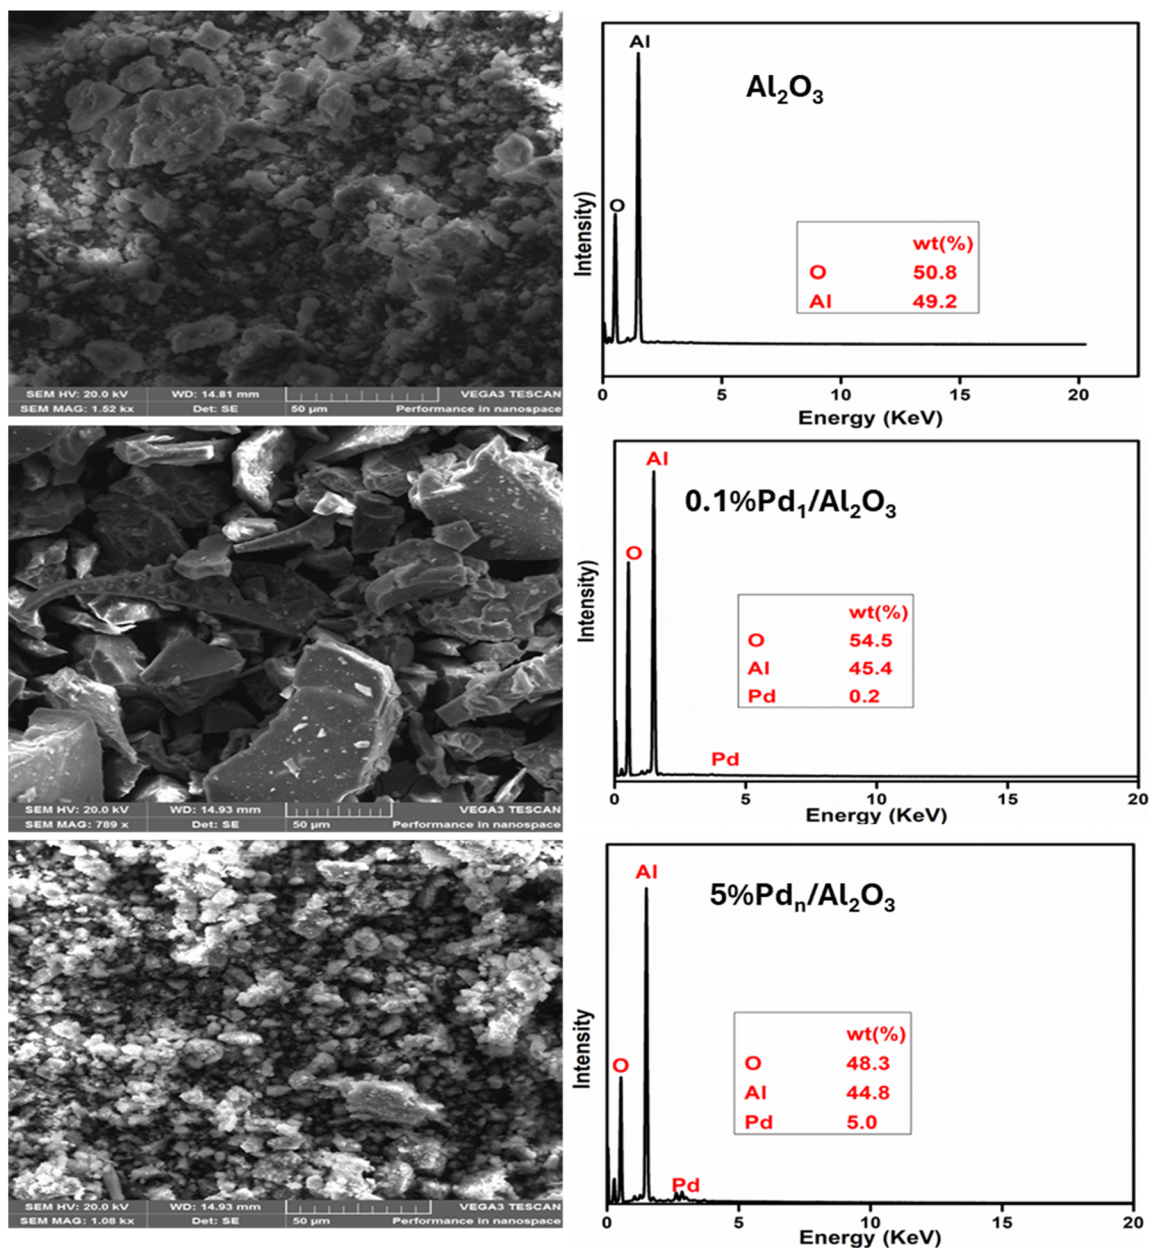 SEM HV: 20.0 kV WD: 14.81 mm VEGA3 TESCAN
SEM MAG: 1.52 kx Det: SE 50 µm Performance in nanospace
Al
Al₂O₃
O
wt(%)
O 50.8
Al 49.2
Intensity)
0 5 10 15 20
Energy (KeV)
SEM HV: 20.0 kV WD: 14.93 mm VEGA3 TESCAN
SEM MAG: 789 x Det: SE 50 µm Performance in nanospace
Al
0.1%Pd₁/Al₂O₃
O
wt(%)
O 54.5
Al 45.4
Pd 0.2
Pd
Intensity)
0 5 10 15 20
Energy (KeV)
SEM HV: 20.0 kV WD: 14.93 mm VEGA3 TESCAN
SEM MAG: 1.08 kx Det: SE 50 µm Performance in nanospace
Al
5%Pdₙ/Al₂O₃
O
wt(%)
O 48.3
Al 44.8
Pd 5.0
Pd
Intensity
0 5 10 15 20
Energy (KeV)